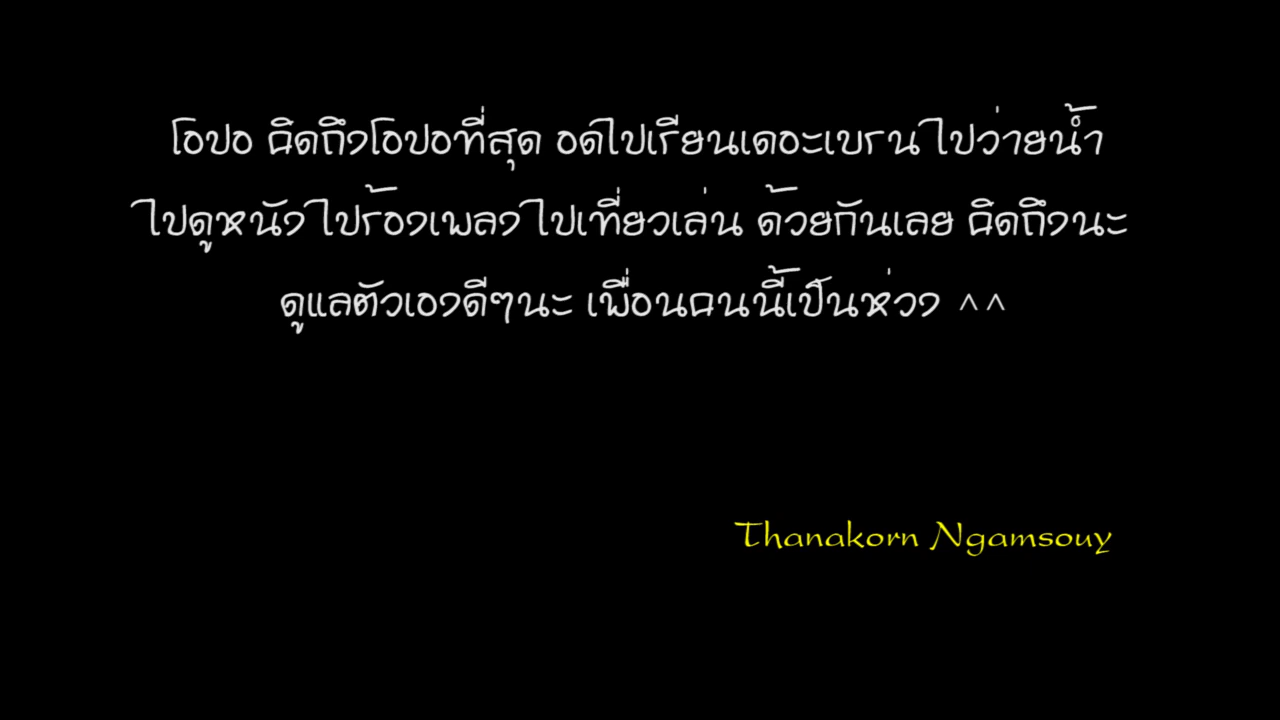 โอปอ คิดถึงโอปอที่สุด อดไปเรียนเดอะเบรน ไปว่ายน้ำ
ไปดูหนัง ไปร้องเพลง ไปเที่ยวเล่น ด้วยกันเลย คิดถึงนะ
ดูแลตัวเองดีๆนะ เพื่อนคนนี้เป็นห่วง ^^
Thanakorn Ngamsouy